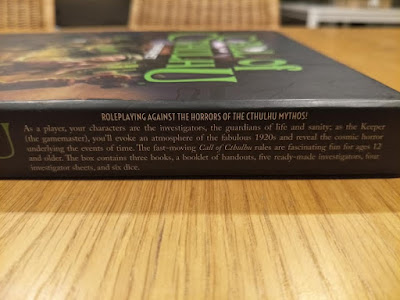 Call of
Cthulhu
ROLEPLAYING AGAINST THE HORRORS OF THE CTHULHU MYTHOS!
As a player, your characters are the investigators, the guardians of life and sanity; as the Keeper
(the gamemaster), you'll evoke an atmosphere of the fabulous 1920s and reveal the cosmic horror
underlying the events of time. The fast-moving Call of Cthulhu rules are fascinating fun for ages 12
and older. The box contains three books, a booklet of handouts, five ready-made investigators, four
investigator sheets, and six dice.